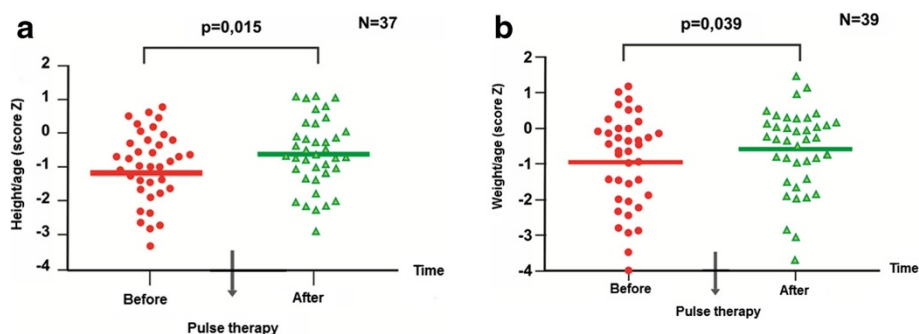 a
p=0,015
N=37
Height/age (score Z)
2
1
0
-1
-2
-3
-4
Before
After
Time
Pulse therapy
b
p=0,039
N=39
Weight/age (score Z)
2
1
0
-1
-2
-3
-4
Before
After
Time
Pulse therapy